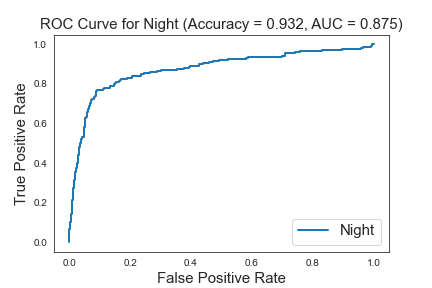 ROC Curve for Night (Accuracy = 0.932, AUC = 0.875)
1.0
0.8
0.6
0.4
0.2
0.0
True Positive Rate
Night
0.0 0.2 0.4 0.6 0.8 1.0
False Positive Rate